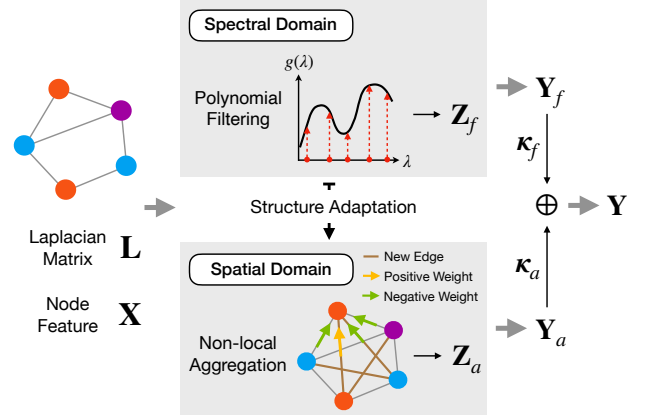 Spectral Domain
g(λ)
Polynomial
Filtering
λ
Z_f
Y_f
κ_f
Structure Adaptation
⊕
Y
Laplacian
Matrix
L
Node
Feature
X
Spatial Domain
New Edge
Positive Weight
Negative Weight
Non-local
Aggregation
Z_a
κ_a
Y_a